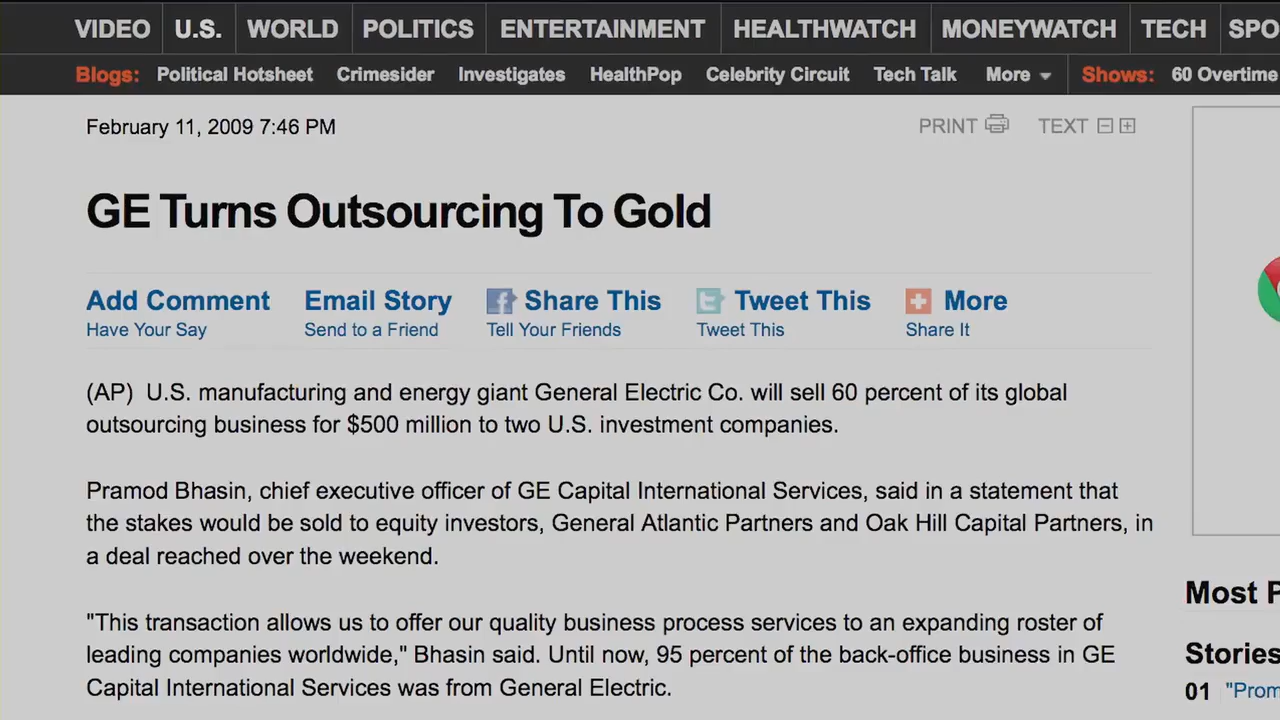 VIDEO U.S. WORLD POLITICS ENTERTAINMENT HEALTHWATCH MONEYWATCH TECH SPO
Blogs: Political Hotsheet Crimesider Investigates HealthPop Celebrity Circuit Tech Talk More Shows: 60 Overtime
February 11, 2009 7:46 PM PRINT TEXT
GE Turns Outsourcing To Gold
Add Comment Email Story Share This Tweet This More
Have Your Say Send to a Friend Tell Your Friends Tweet This Share It
(AP) U.S. manufacturing and energy giant General Electric Co. will sell 60 percent of its global
outsourcing business for $500 million to two U.S. investment companies.
Pramod Bhasin, chief executive officer of GE Capital International Services, said in a statement that
the stakes would be sold to equity investors, General Atlantic Partners and Oak Hill Capital Partners, in
a deal reached over the weekend.
"This transaction allows us to offer our quality business process services to an expanding roster of
leading companies worldwide," Bhasin said. Until now, 95 percent of the back-office business in GE
Capital International Services was from General Electric.
Most P
Stories
01 "Prom